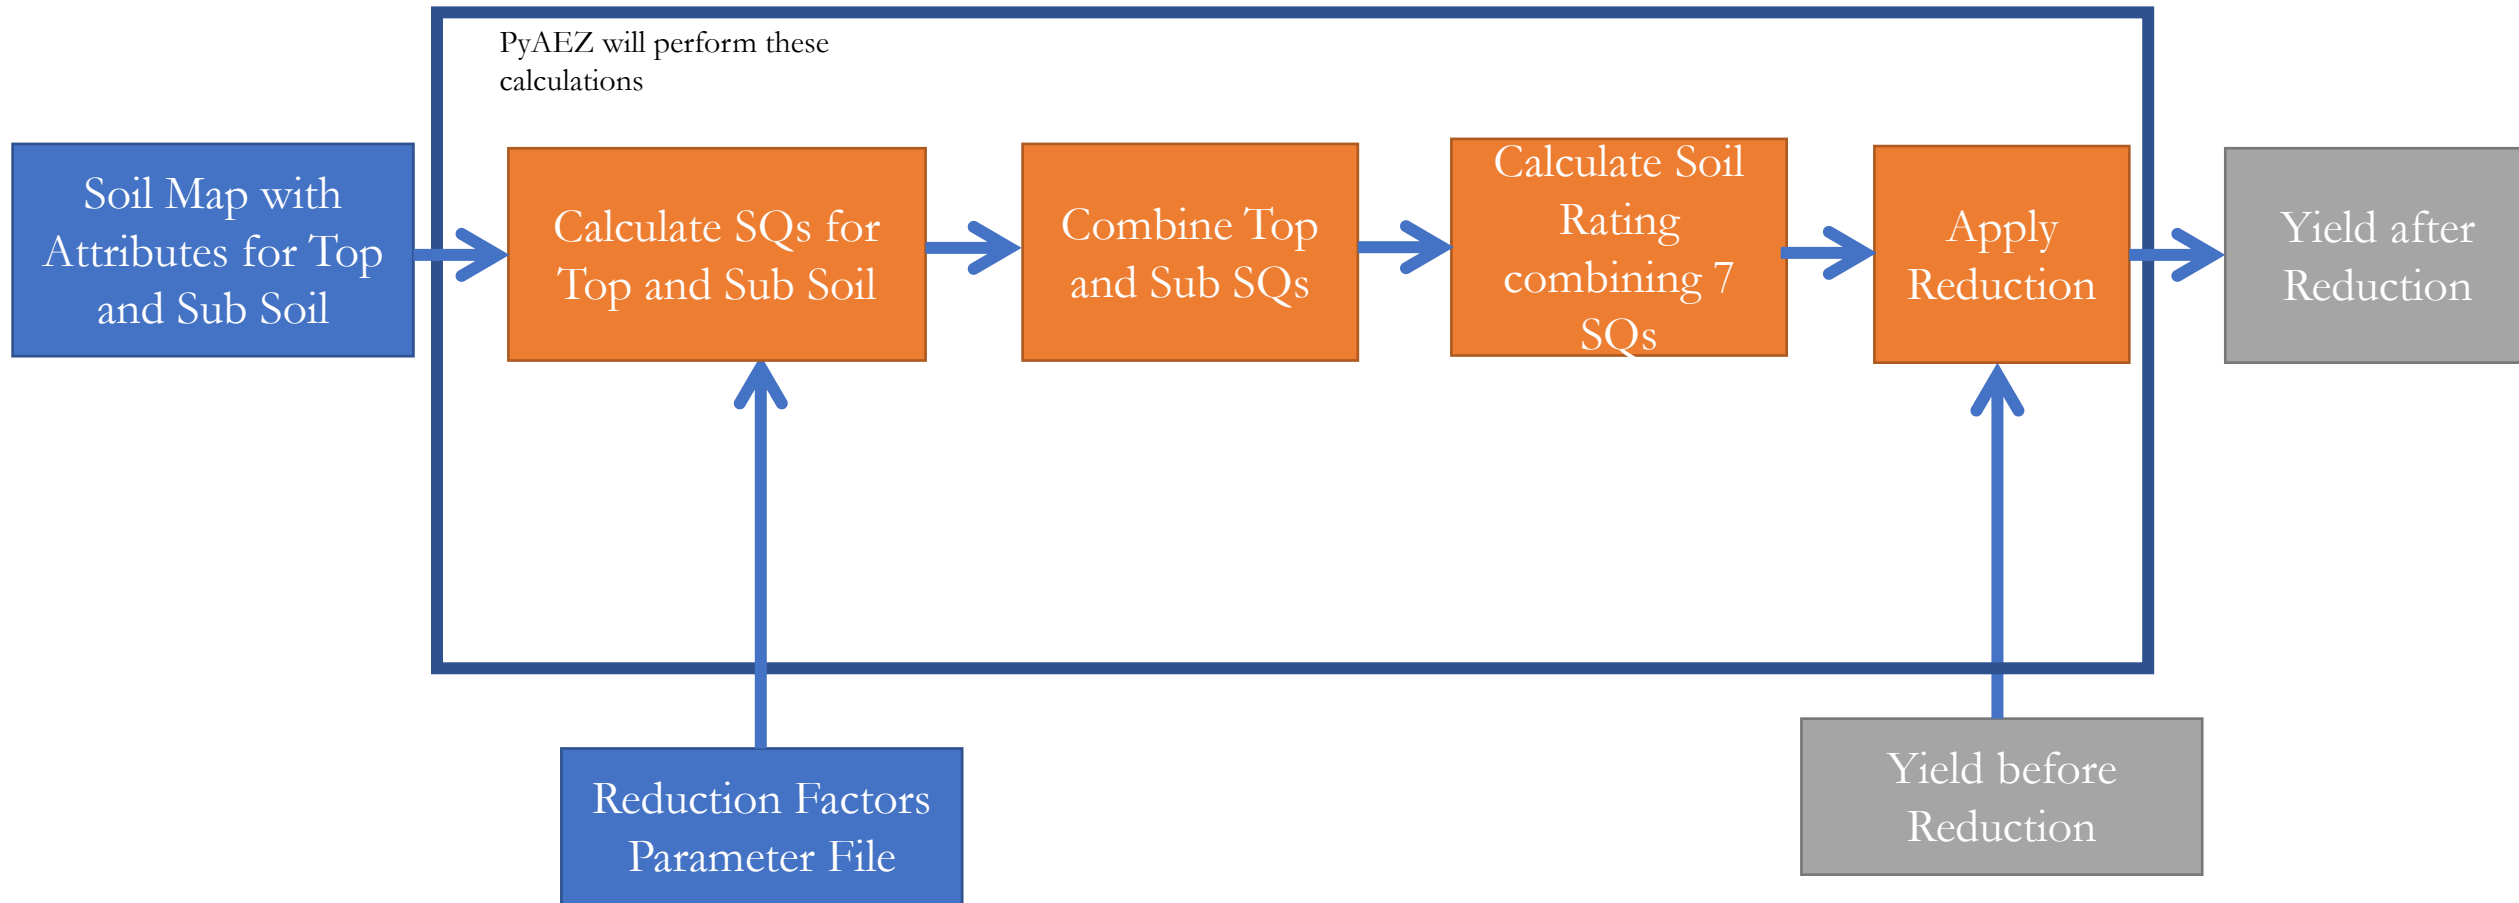 PyAEZ will perform these
calculations
Soil Map with
Attributes for Top
and Sub Soil
Calculate SQs for
Top and Sub Soil
Combine Top
and Sub SQs
Calculate Soil
Rating
combining 7
SQs
Apply
Reduction
Yield after
Reduction
Reduction Factors
Parameter File
Yield before
Reduction